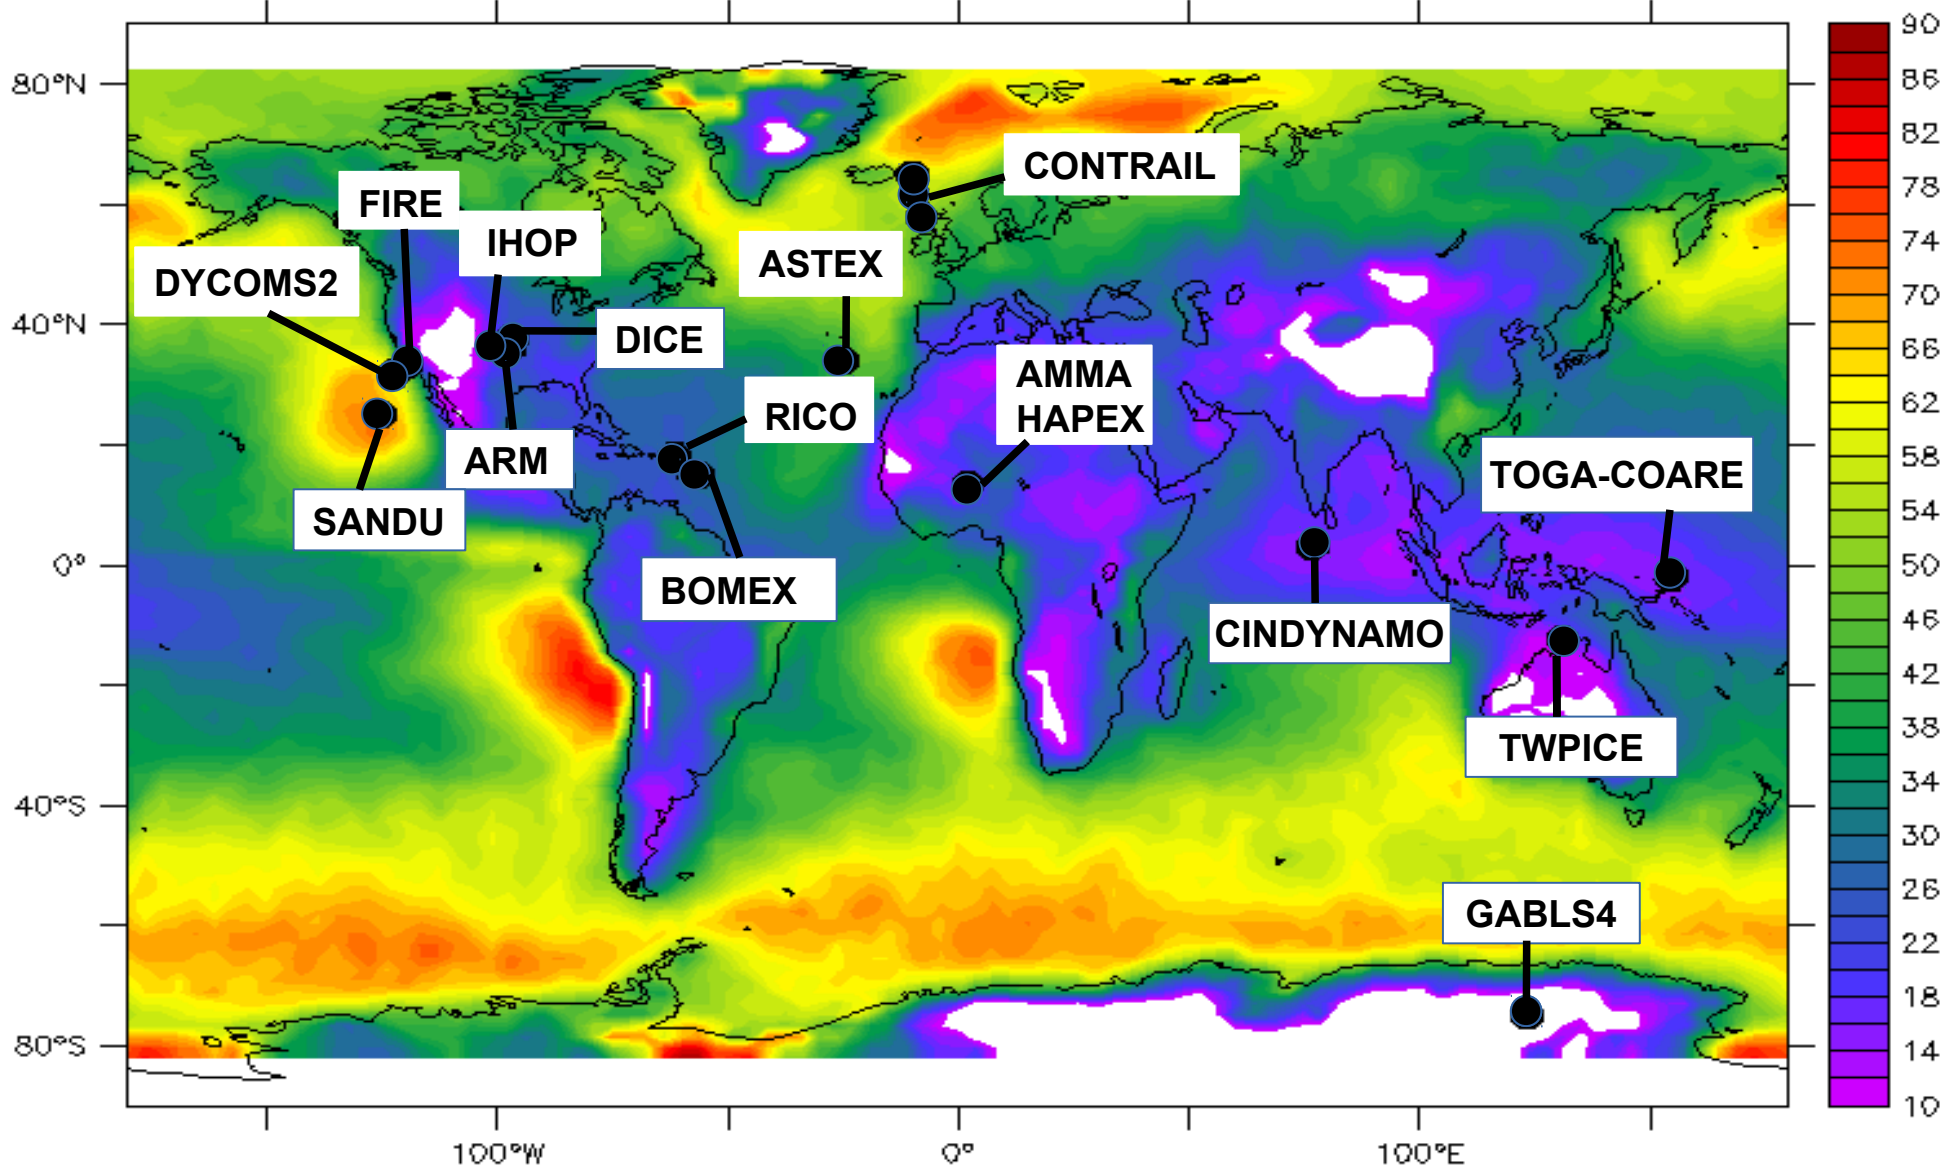 80°N
40°N
0°
40°S
80°S
100°W
0°
100°E
CONTRAIL
FIRE
IHOP
ASTEX
DYCOMS2
DICE
AMMA
HAPEX
RICO
ARM
TOGA-COARE
SANDU
BOMEX
CINDYNAMO
TWPICE
GABLS4
90
86
82
78
74
70
66
62
58
54
50
46
42
38
34
30
26
22
18
14
10